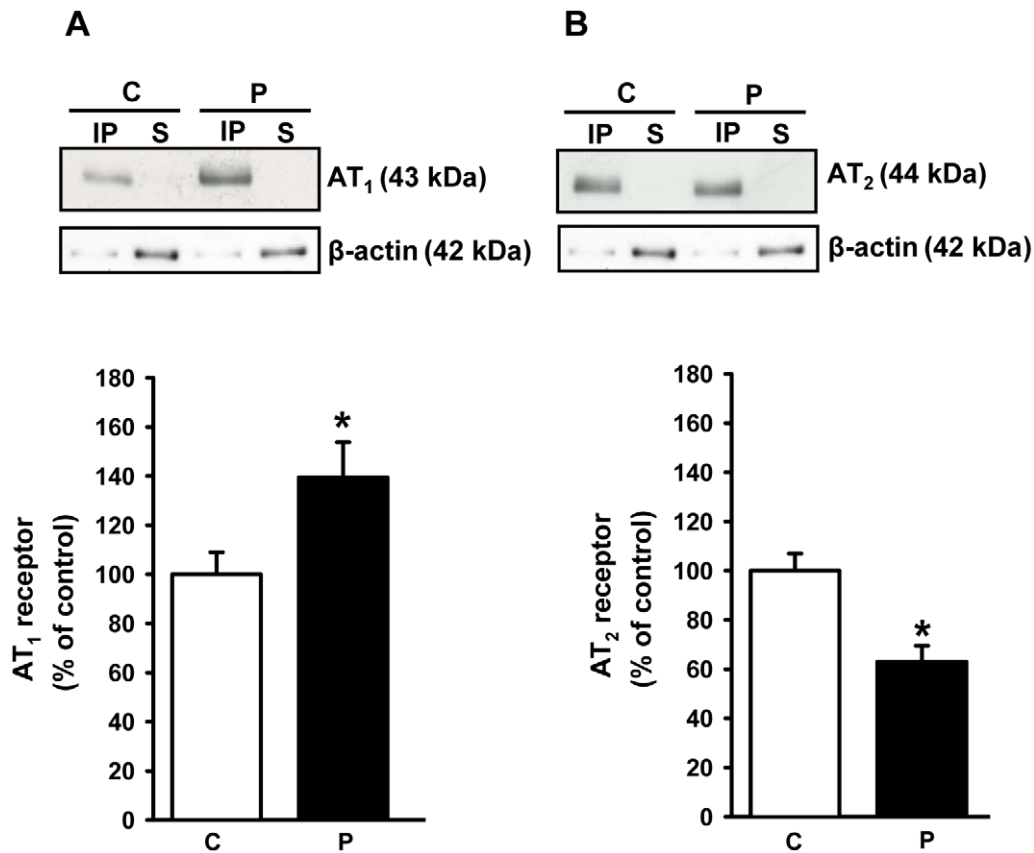 A
C P
IP S IP S
AT₁ (43 kDa)
β-actin (42 kDa)
180
160
140
120
100
80
60
40
20
0
AT₁ receptor
(% of control)
*
C P
B
C P
IP S IP S
AT₂ (44 kDa)
β-actin (42 kDa)
180
160
140
120
100
80
60
40
20
0
AT₂ receptor
(% of control)
*
C P